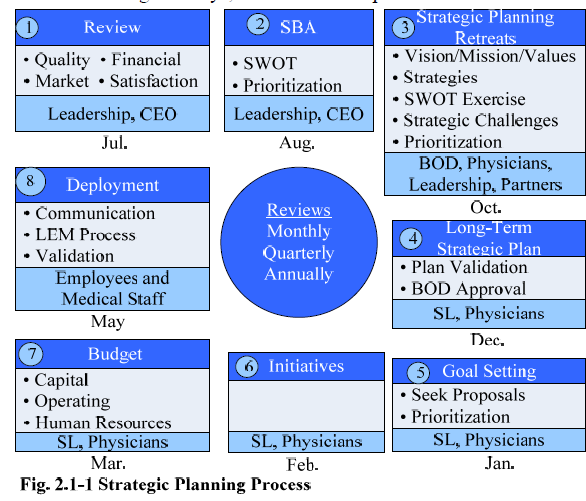 1 Review
• Quality • Financial
• Market • Satisfaction
Leadership, CEO
Jul.
2 SBA
• SWOT
• Prioritization
Leadership, CEO
Aug.
3 Strategic Planning
Retreats
• Vision/Mission/Values
• Strategies
• SWOT Exercise
• Strategic Challenges
• Prioritization
BOD, Physicians,
Leadership, Partners
Oct.
4 Long-Term
Strategic Plan
• Plan Validation
• BOD Approval
SL, Physicians
Dec.
5 Goal Setting
• Seek Proposals
• Prioritization
SL, Physicians
Jan.
6 Initiatives
SL, Physicians
Feb.
7 Budget
• Capital
• Operating
• Human Resources
SL, Physicians
Mar.
8 Deployment
• Communication
• LEM Process
• Validation
Employees and
Medical Staff
May
Reviews
Monthly
Quarterly
Annually
Fig. 2.1-1 Strategic Planning Process